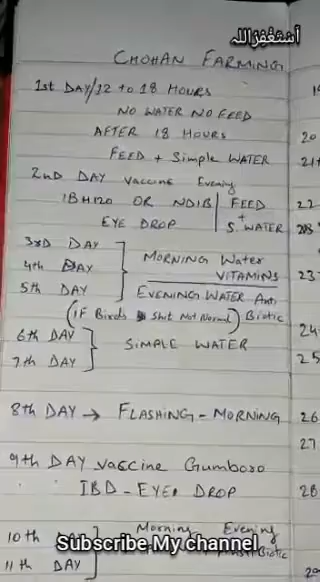 أستغفرالله
CHOHAN FARMING
1st DAY/12 to 18 HOURS
NO WATER NO FEED
AFTER 18 HOURS
FEED + Simple WATER
2nd DAY Vaccine Evening
IBH120 OR NDIB | FEED
EYE DROP + S. WATER
3RD DAY
4th DAY
5th DAY
MORNING Water
VITAMINS
EVENING WATER Anti
Biotic
(IF Birds Shit Not Normal)
6th DAY
7th DAY
SIMPLE WATER
8th DAY → FLASHING - MORNING
9th DAY vaccine Gumboro
IBD - EYE DROP
10th
11th DAY
Morning Evening
Biotic
Subscribe My channel
20
21
22
23
24
25
26
27
28